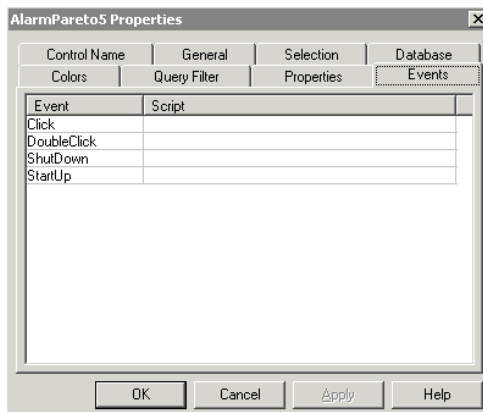 AlarmPareto5 Properties
Control Name General Selection Database
Colors Query Filter Properties Events
Event Script
Click
DoubleClick
ShutDown
StartUp
OK Cancel Apply Help